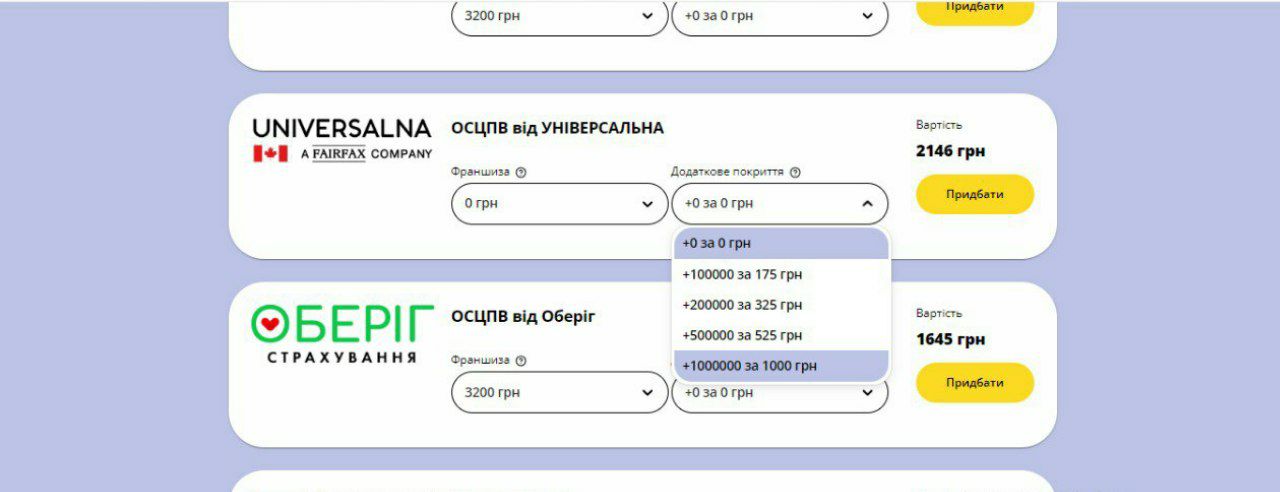 3200 грн
+0 за 0 грн
Придбати
UNIVERSALNA
A FAIRFAX COMPANY
ОСЦПВ від УНІВЕРСАЛЬНА
Вартість
2146 грн
Франшиза
Додаткове покриття
0 грн
+0 за 0 грн
Придбати
+0 за 0 грн
+100000 за 175 грн
+200000 за 325 грн
+500000 за 525 грн
+1000000 за 1000 грн
ОБЕРІГ
СТРАХУВАННЯ
ОСЦПВ від Оберіг
Вартість
1645 грн
Франшиза
3200 грн
+0 за 0 грн
Придбати